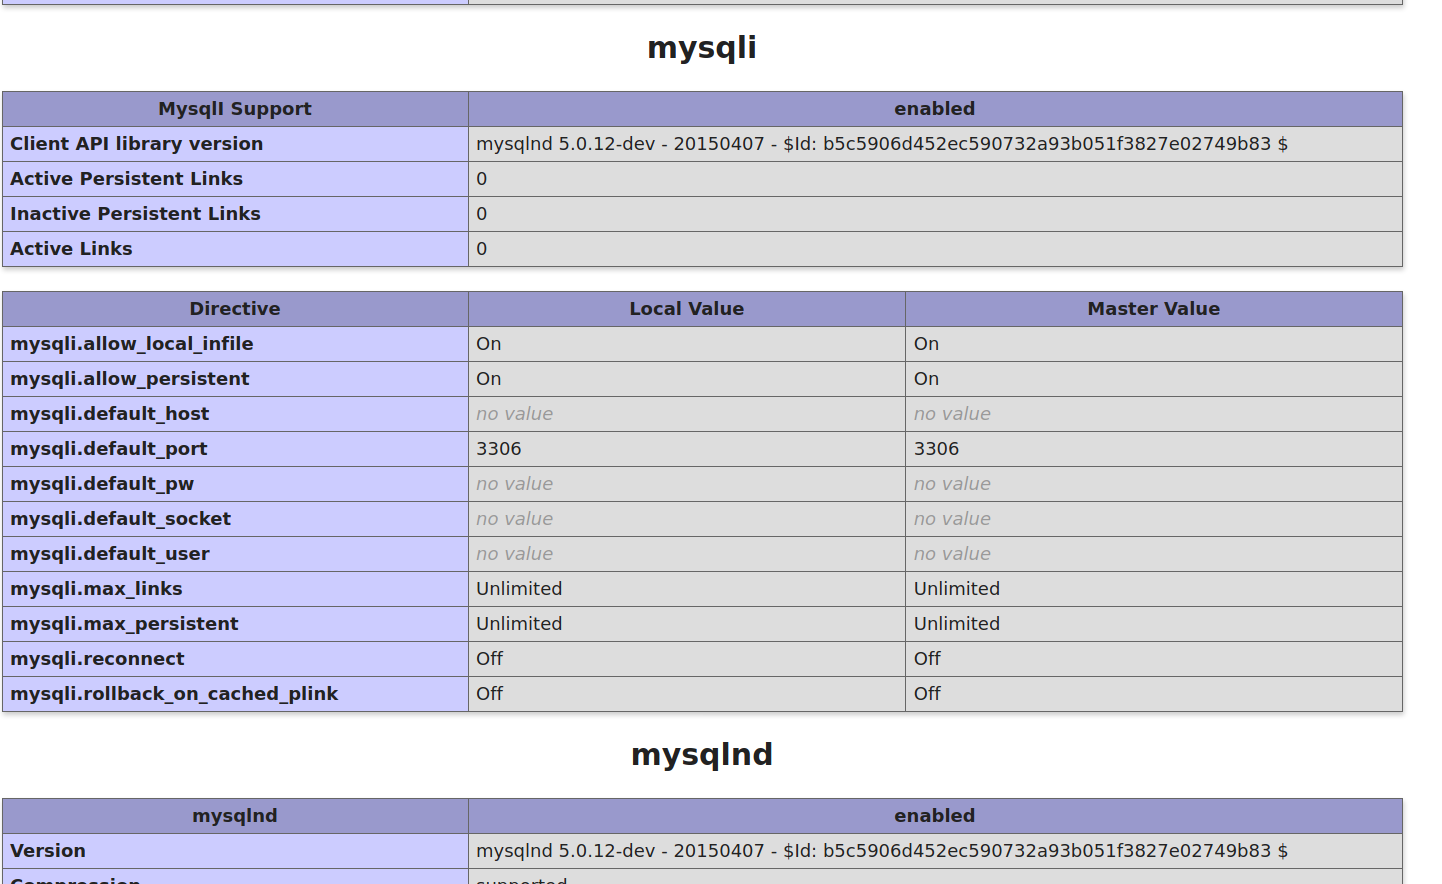 mysqli
MysqlI Support enabled
Client API library version mysqlnd 5.0.12-dev - 20150407 - $Id: b5c5906d452ec590732a93b051f3827e02749b83 $
Active Persistent Links 0
Inactive Persistent Links 0
Active Links 0
Directive Local Value Master Value
mysqli.allow_local_infile On On
mysqli.allow_persistent On On
mysqli.default_host no value no value
mysqli.default_port 3306 3306
mysqli.default_pw no value no value
mysqli.default_socket no value no value
mysqli.default_user no value no value
mysqli.max_links Unlimited Unlimited
mysqli.max_persistent Unlimited Unlimited
mysqli.reconnect Off Off
mysqli.rollback_on_cached_plink Off Off
mysqlnd
mysqlnd enabled
Version mysqlnd 5.0.12-dev - 20150407 - $Id: b5c5906d452ec590732a93b051f3827e02749b83 $
Compression supported